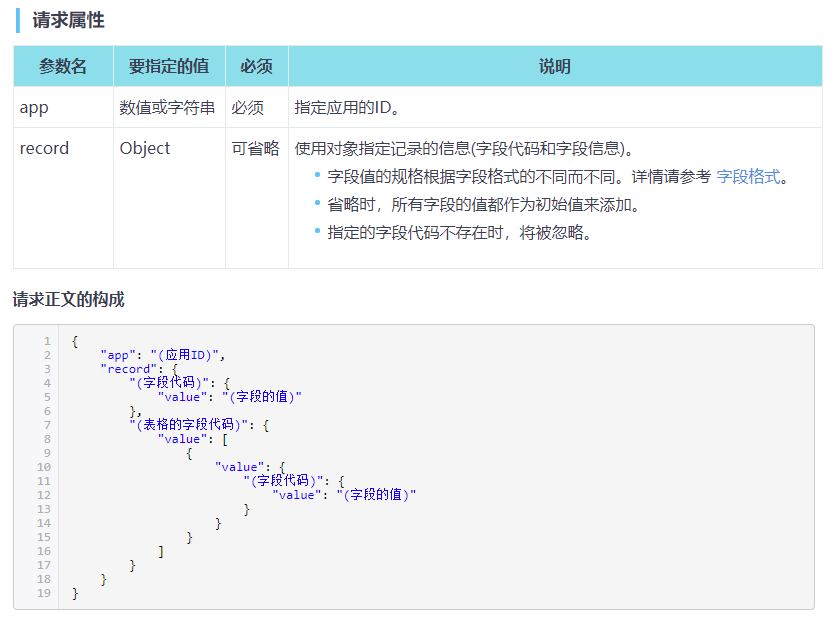 请求属性
参数名 要指定的值 必须 说明
app 数值或字符串 必须 指定应用的ID。
record Object 可省略 使用对象指定记录的信息(字段代码和字段信息)。
• 字段值的规格根据字段格式的不同而不同。详情请参考 字段格式。
• 省略时，所有字段的值都作为初始值来添加。
• 指定的字段代码不存在时，将被忽略。
请求正文的构成
1 {
2     "app": "(应用ID)",
3     "record": {
4         "(字段代码)": {
5             "value": "(字段的值)"
6         },
7         "(表格的字段代码)": {
8             "value": [
9                 {
10                     "value": {
11                         "(字段代码)": {
12                             "value": "(字段的值)"
13                         }
14                     }
15                 }
16             ]
17         }
18     }
19 }